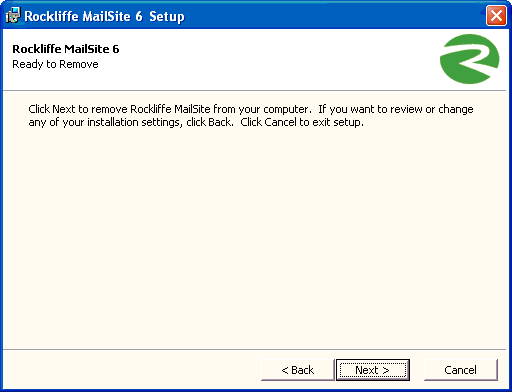 Rockliffe MailSite 6 Setup
Rockliffe MailSite 6
Ready to Remove
Click Next to remove Rockliffe MailSite from your computer. If you want to review or change
any of your installation settings, click Back. Click Cancel to exit setup.
< Back
Next >
Cancel